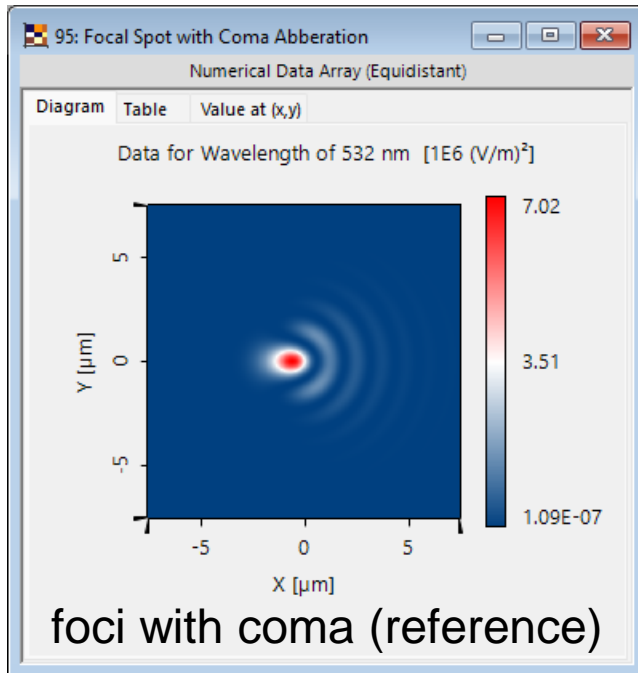 95: Focal Spot with Coma Abberation
Numerical Data Array (Equidistant)
Diagram Table Value at (x,y)
Data for Wavelength of 532 nm [1E6 (V/m)²]
7.02
5
Y [µm]
0
3.51
-5
1.09E-07
-5 0 5
X [µm]
foci with coma (reference)